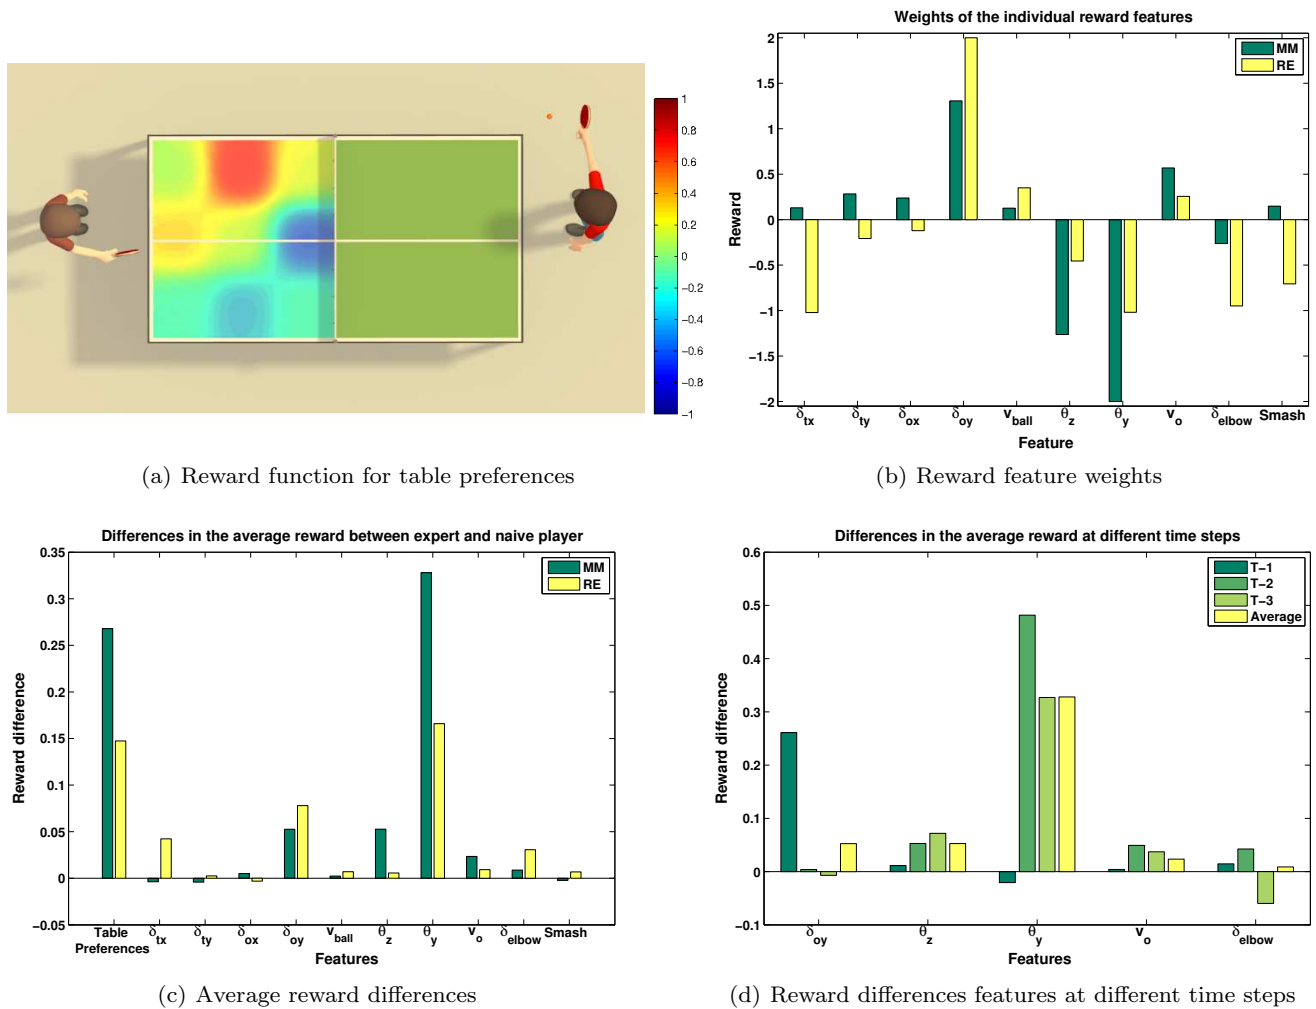 1
0.8
0.6
0.4
0.2
0
−0.2
−0.4
−0.6
−0.8
−1
(a) Reward function for table preferences
Weights of the individual reward features
MM
RE
2
1.5
1
0.5
0
−0.5
−1
−1.5
−2
Reward
δtx δty δox δoy vball θz θy vo δelbow Smash
Feature
(b) Reward feature weights
Differences in the average reward between expert and naive player
MM
RE
0.35
0.3
0.25
0.2
0.15
0.1
0.05
0
−0.05
Reward difference
Table Preferences δtx δty δox δoy vball θz θy vo δelbow Smash
Features
(c) Average reward differences
Differences in the average reward at different time steps
T−1
T−2
T−3
Average
0.6
0.5
0.4
0.3
0.2
0.1
0
−0.1
Reward difference
δoy θz θy vo δelbow
Features
(d) Reward differences features at different time steps